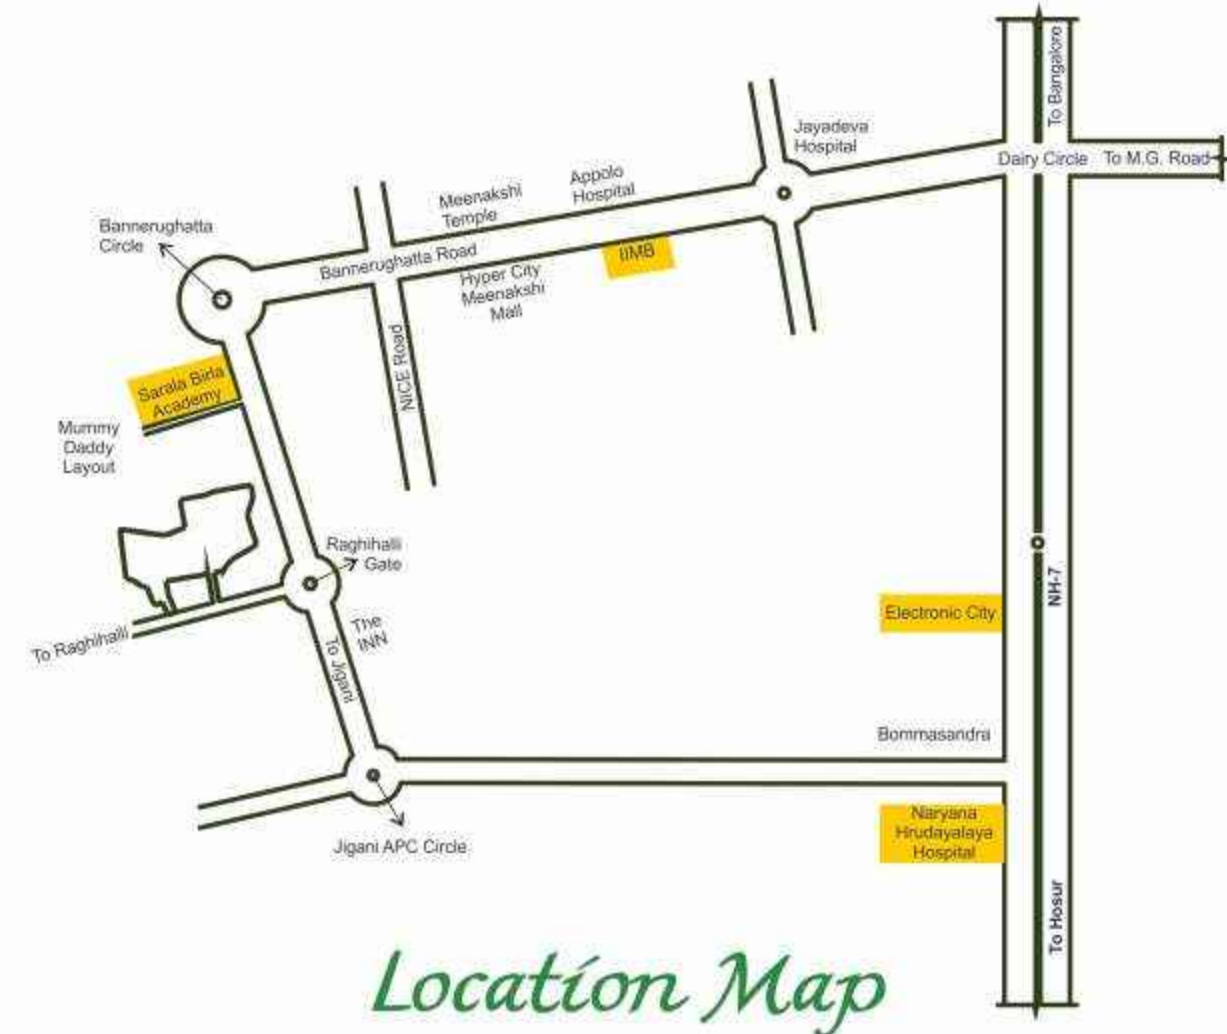 To Bangalore
Jayadeva
Hospital
Dairy Circle
To M.G. Road
Appolo
Hospital
Meenakshi
Temple
Bannerughatta
Circle
Bannerughatta Road
IIMB
Hyper City
Meenakshi
Mall
NICE Road
Sarala Birla
Academy
Mummy
Daddy
Layout
Raghihalli
Gate
NH-7
Electronic City
The
INN
To Raghihalli
To Jigani
Bommasandra
Naryana
Hrudayalaya
Hospital
Jigani APC Circle
To Hosur
Location Map